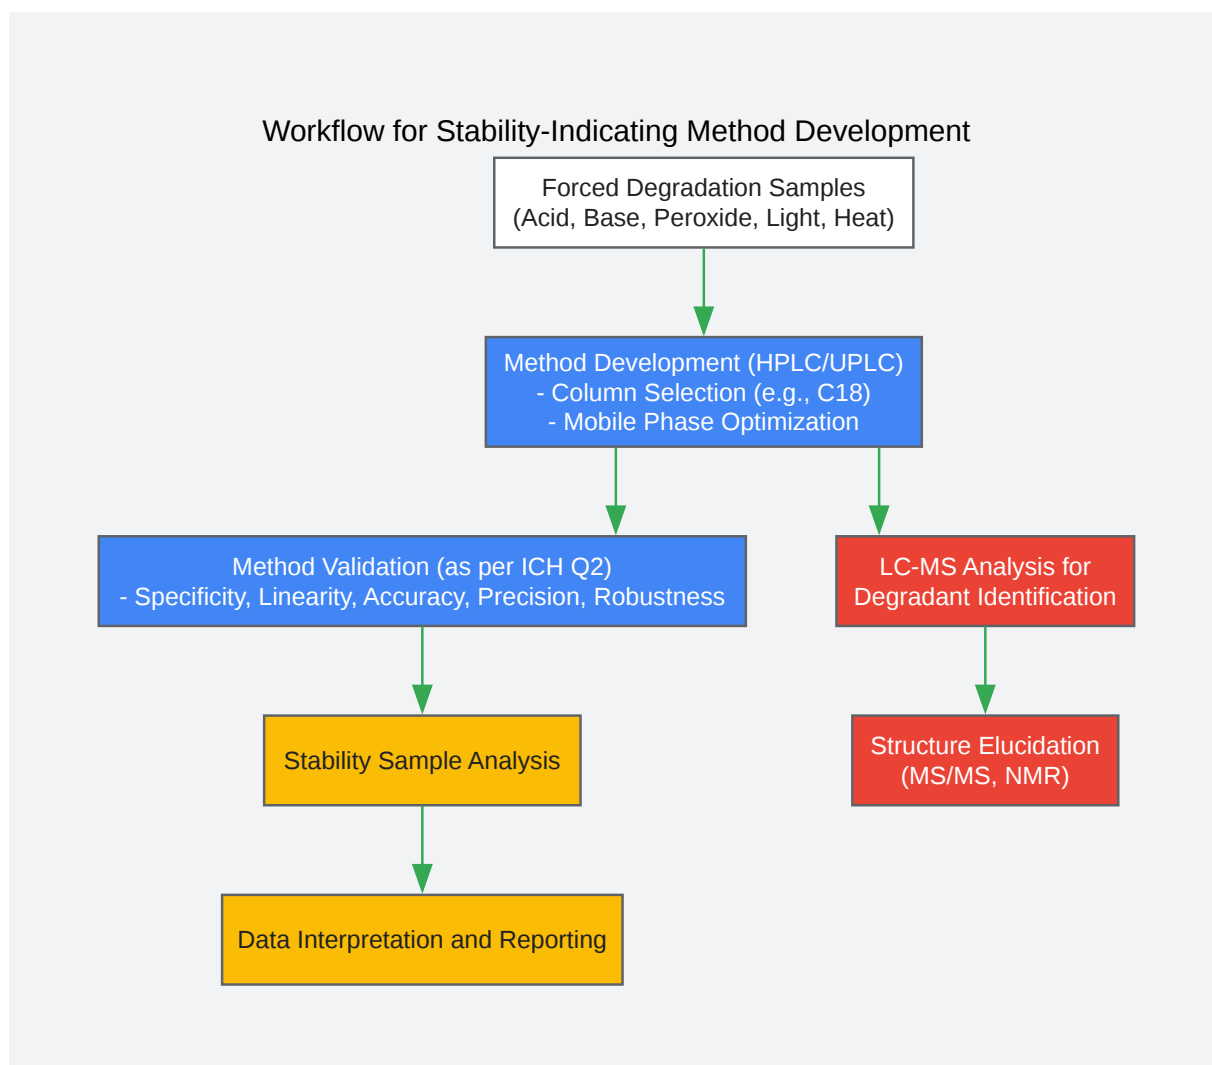 Workflow for Stability-Indicating Method Development
Forced Degradation Samples
(Acid, Base, Peroxide, Light, Heat)
Method Development (HPLC/UPLC)
- Column Selection (e.g., C18)
- Mobile Phase Optimization
Method Validation (as per ICH Q2)
- Specificity, Linearity, Accuracy, Precision, Robustness
LC-MS Analysis for
Degradant Identification
Stability Sample Analysis
Structure Elucidation
(MS/MS, NMR)
Data Interpretation and Reporting